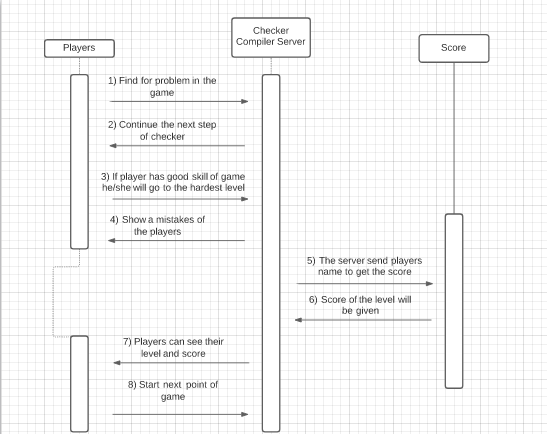 Players
Checker
Compiler Server
Score
1) Find for problem in the
game
2) Continue the next step
of checker
3) If player has good skill of game
he/she will go to the hardest level
4) Show a mistakes of
the players
5) The server send players
name to get the score
6) Score of the level will
be given
7) Players can see their
level and score
8) Start next point of
game